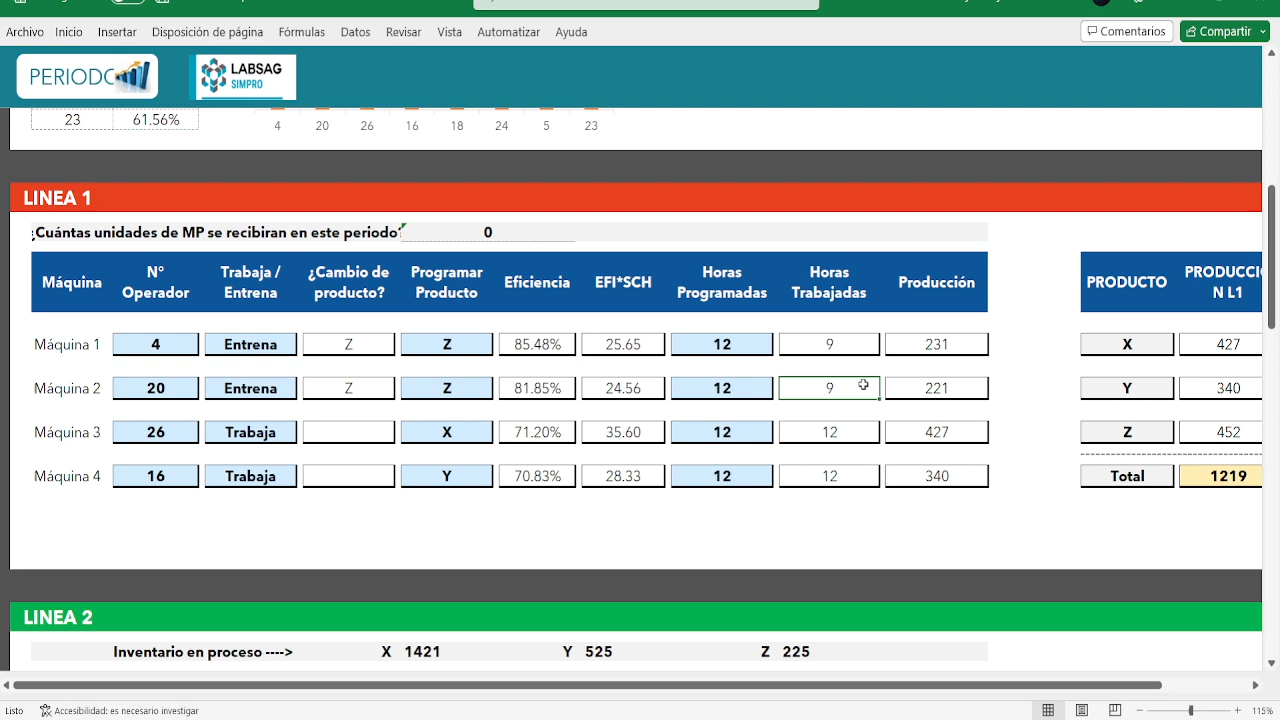 Archivo Inicio Insertar Disposición de página Fórmulas Datos Revisar Vista Automatizar Ayuda Comentarios Compartir
PERIODO LABSAG SIMPRO
23 61.56%
4 20 26 16 18 24 5 23
LINEA 1
¿Cuántas unidades de MP se recibiran en este periodo? 0
Máquina N° Operador Trabaja / Entrena ¿Cambio de producto? Programar Producto Eficiencia EFI*SCH Horas Programadas Horas Trabajadas Producción PRODUCTO PRODUCCIÓN L1
Máquina 1 4 Entrena Z Z 85.48% 25.65 12 9 231 X 427
Máquina 2 20 Entrena Z Z 81.85% 24.56 12 9 221 Y 340
Máquina 3 26 Trabaja X 71.20% 35.60 12 12 427 Z 452
Máquina 4 16 Trabaja Y 70.83% 28.33 12 12 340 Total 1219
LINEA 2
Inventario en proceso ----> X 1421 Y 525 Z 225
Listo Accesibilidad: es necesario investigar 115%